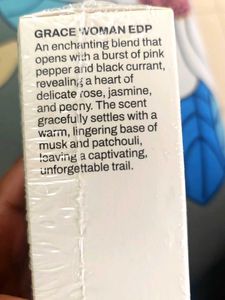 GRACE WOMAN EDP
An enchanting blend that
opens with a burst of pink
pepper and black currant,
revealing a heart of
delicate rose, jasmine,
and peony. The scent
gracefully settles with a
warm, lingering base of
musk and patchouli,
leaving a captivating,
unforgettable trail.